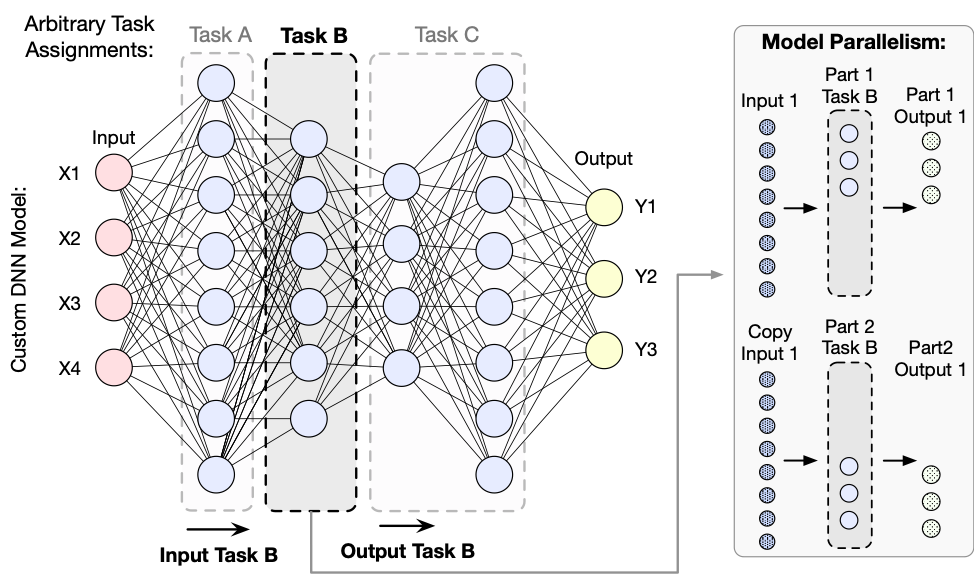 Arbitrary Task
Assignments:
Task A
Task B
Task C
Custom DNN Model:
Input
X1
X2
X3
X4
Output
Y1
Y2
Y3
Input Task B
Output Task B
Model Parallelism:
Input 1
Part 1
Task B
Part 1
Output 1
Copy
Input 1
Part 2
Task B
Part2
Output 1